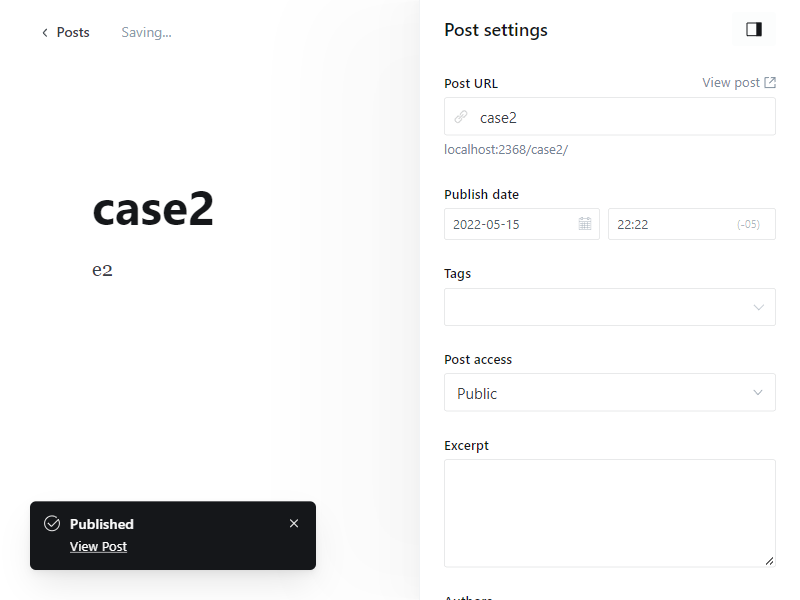 Posts
Saving...
case2
e2
Published
View Post
Post settings
Post URL
View post
case2
localhost:2368/case2/
Publish date
2022-05-15
22:22
(-05)
Tags
Post access
Public
Excerpt
Authors